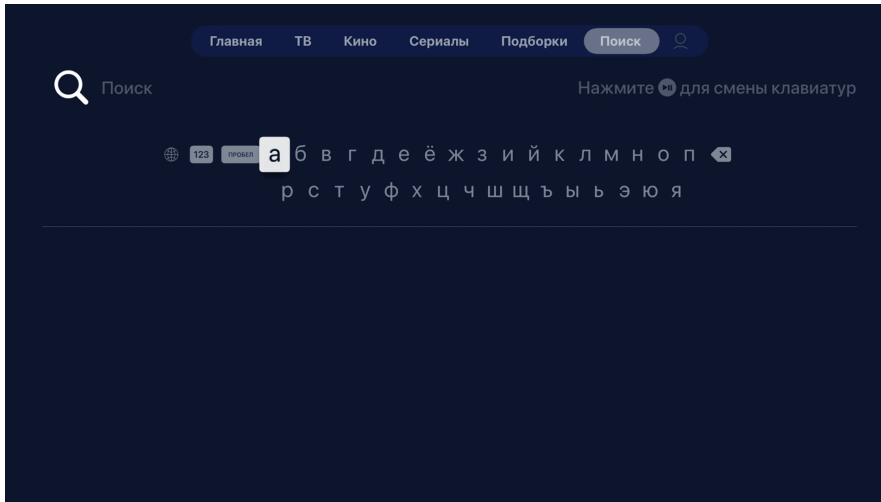 Главная ТВ Кино Сериалы Подборки Поиск
Поиск Нажмите для смены клавиатур
123 ПРОБЕЛ а б в г д е ё ж з и й к л м н о п
р с т у ф х ц ч ш щ ъ ы ь э ю я